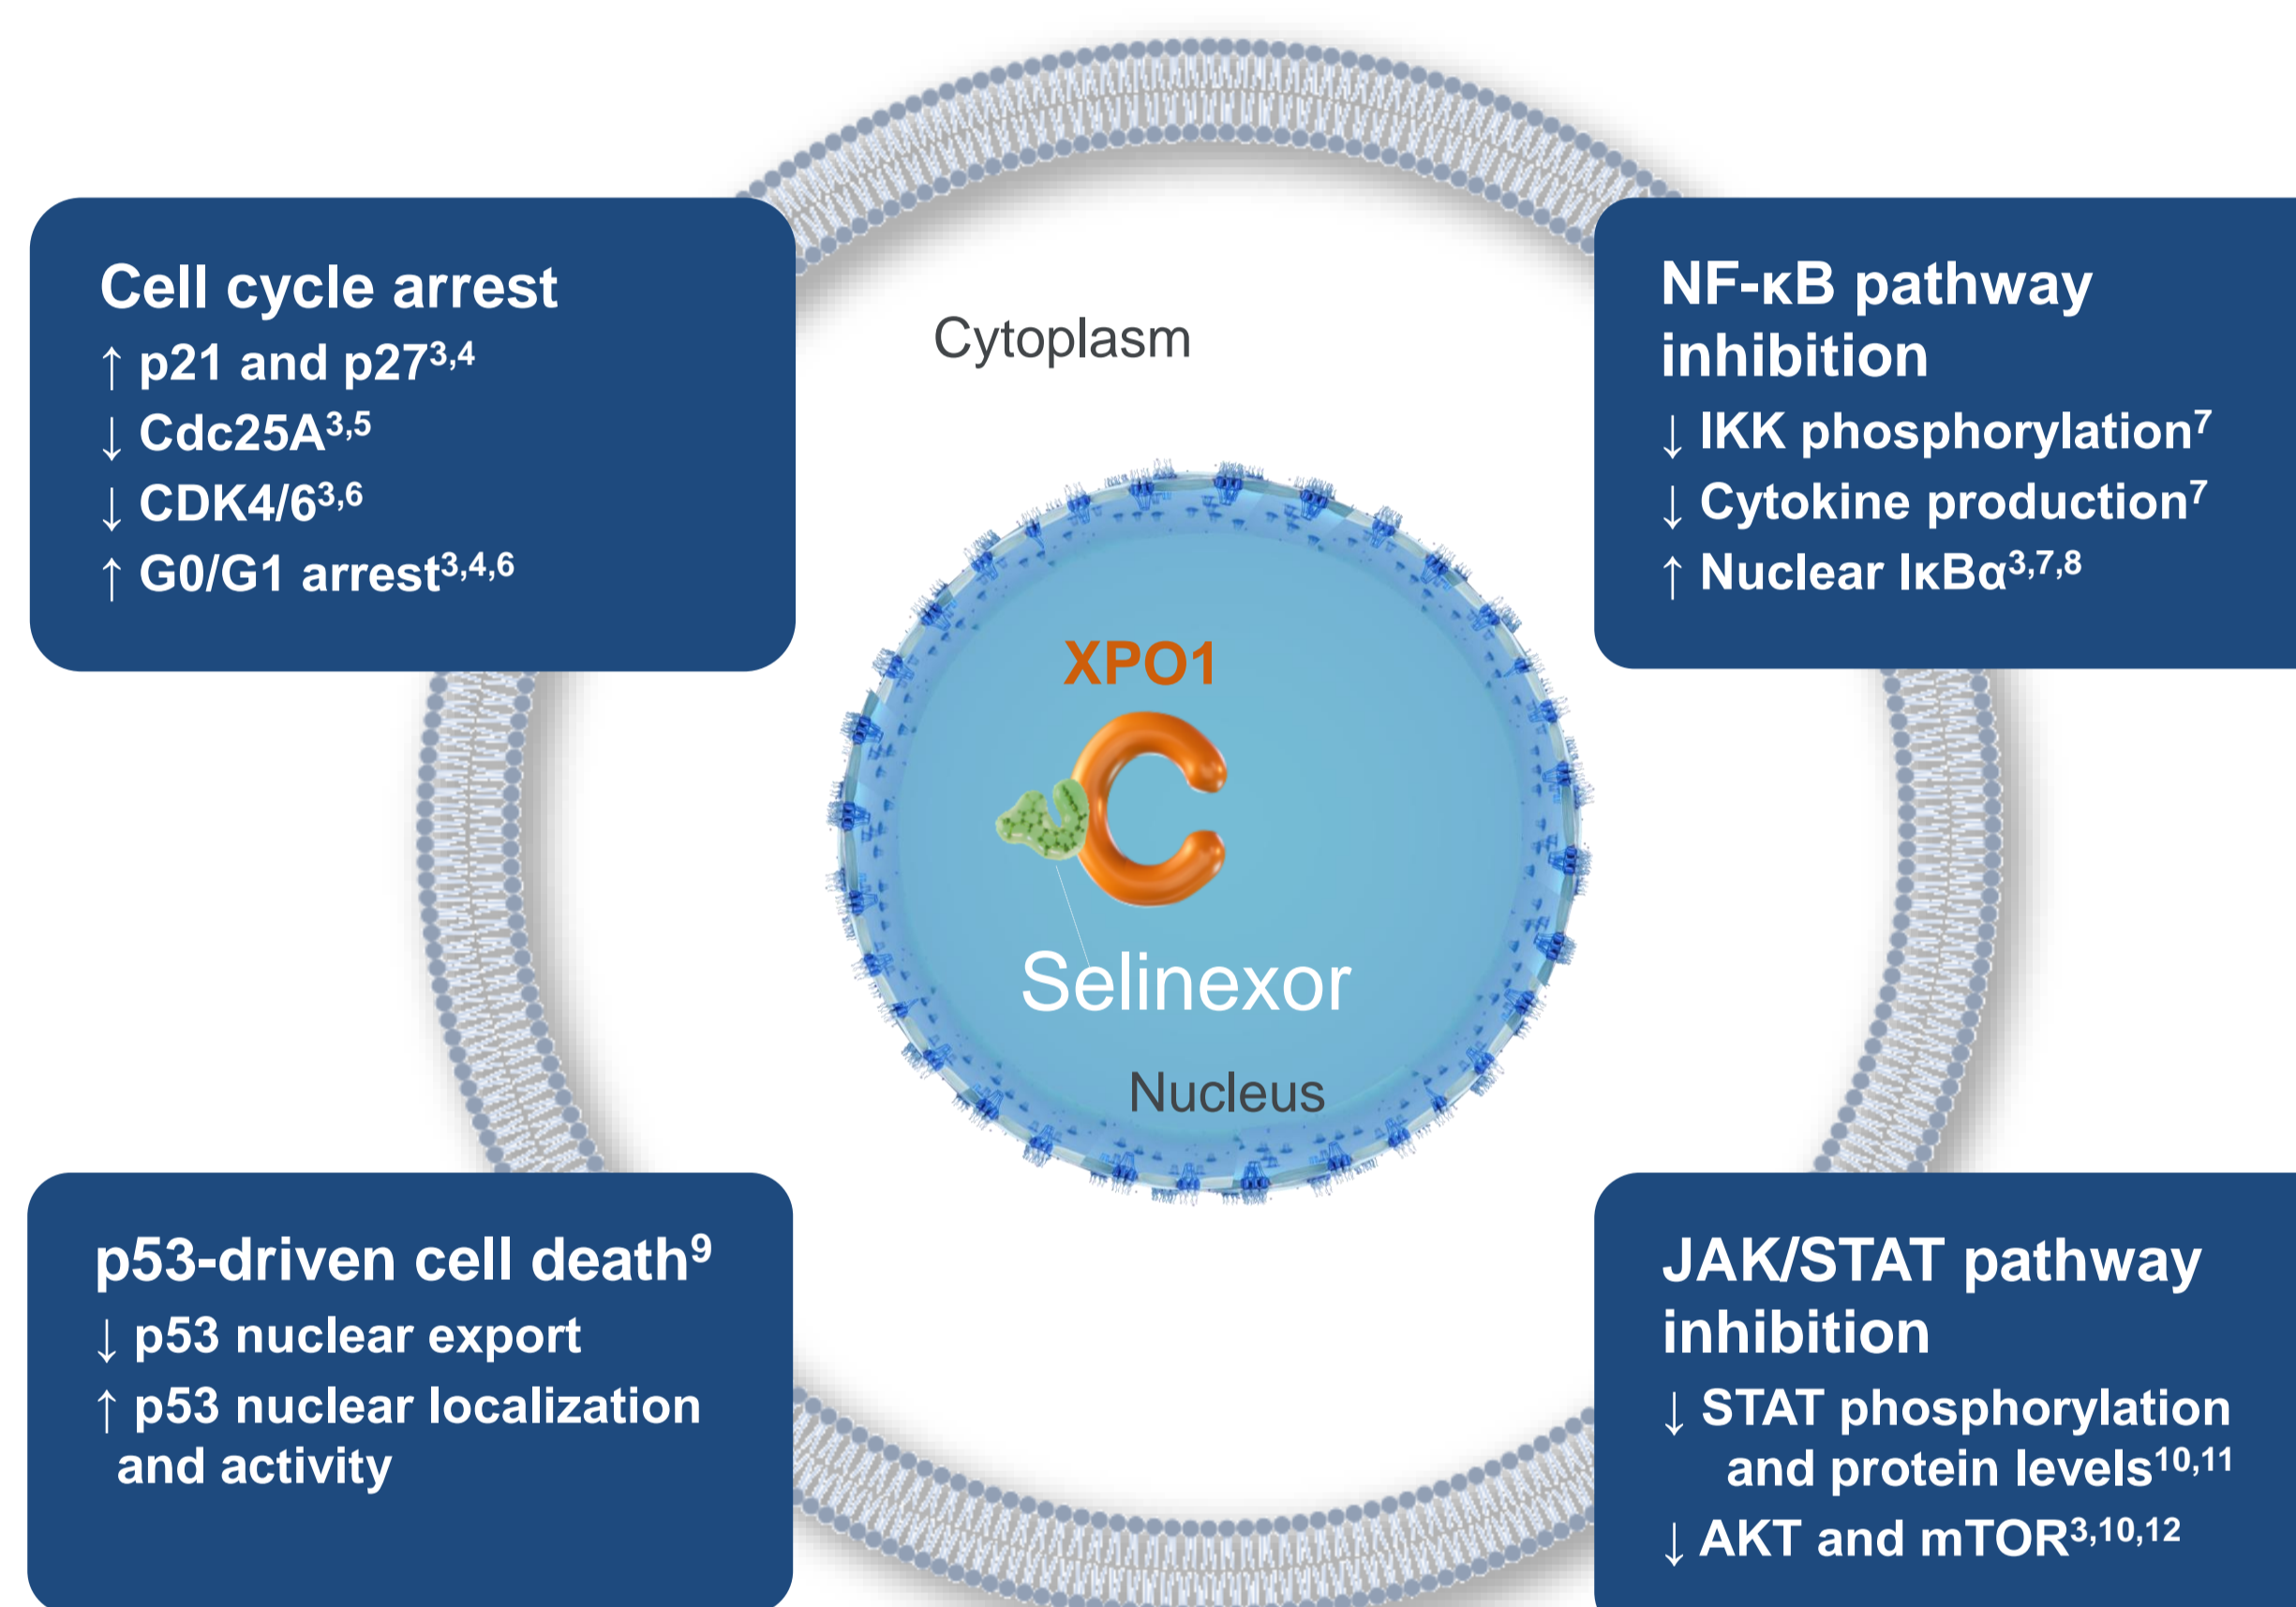 Cell cycle arrest
↑ p21 and p27³,⁴
↓ Cdc25A³,⁵
↓ CDK4/6³,⁶
↑ G0/G1 arrest³,⁴,⁶
Cytoplasm
NF-κB pathway
inhibition
↓ IKK phosphorylation⁷
↓ Cytokine production⁷
↑ Nuclear IκBα³,⁷,⁸
XPO1
Selinexor
Nucleus
p53-driven cell death⁹
↓ p53 nuclear export
↑ p53 nuclear localization
and activity
JAK/STAT pathway
inhibition
↓ STAT phosphorylation
and protein levels¹⁰,¹¹
↓ AKT and mTOR³,¹⁰,¹²